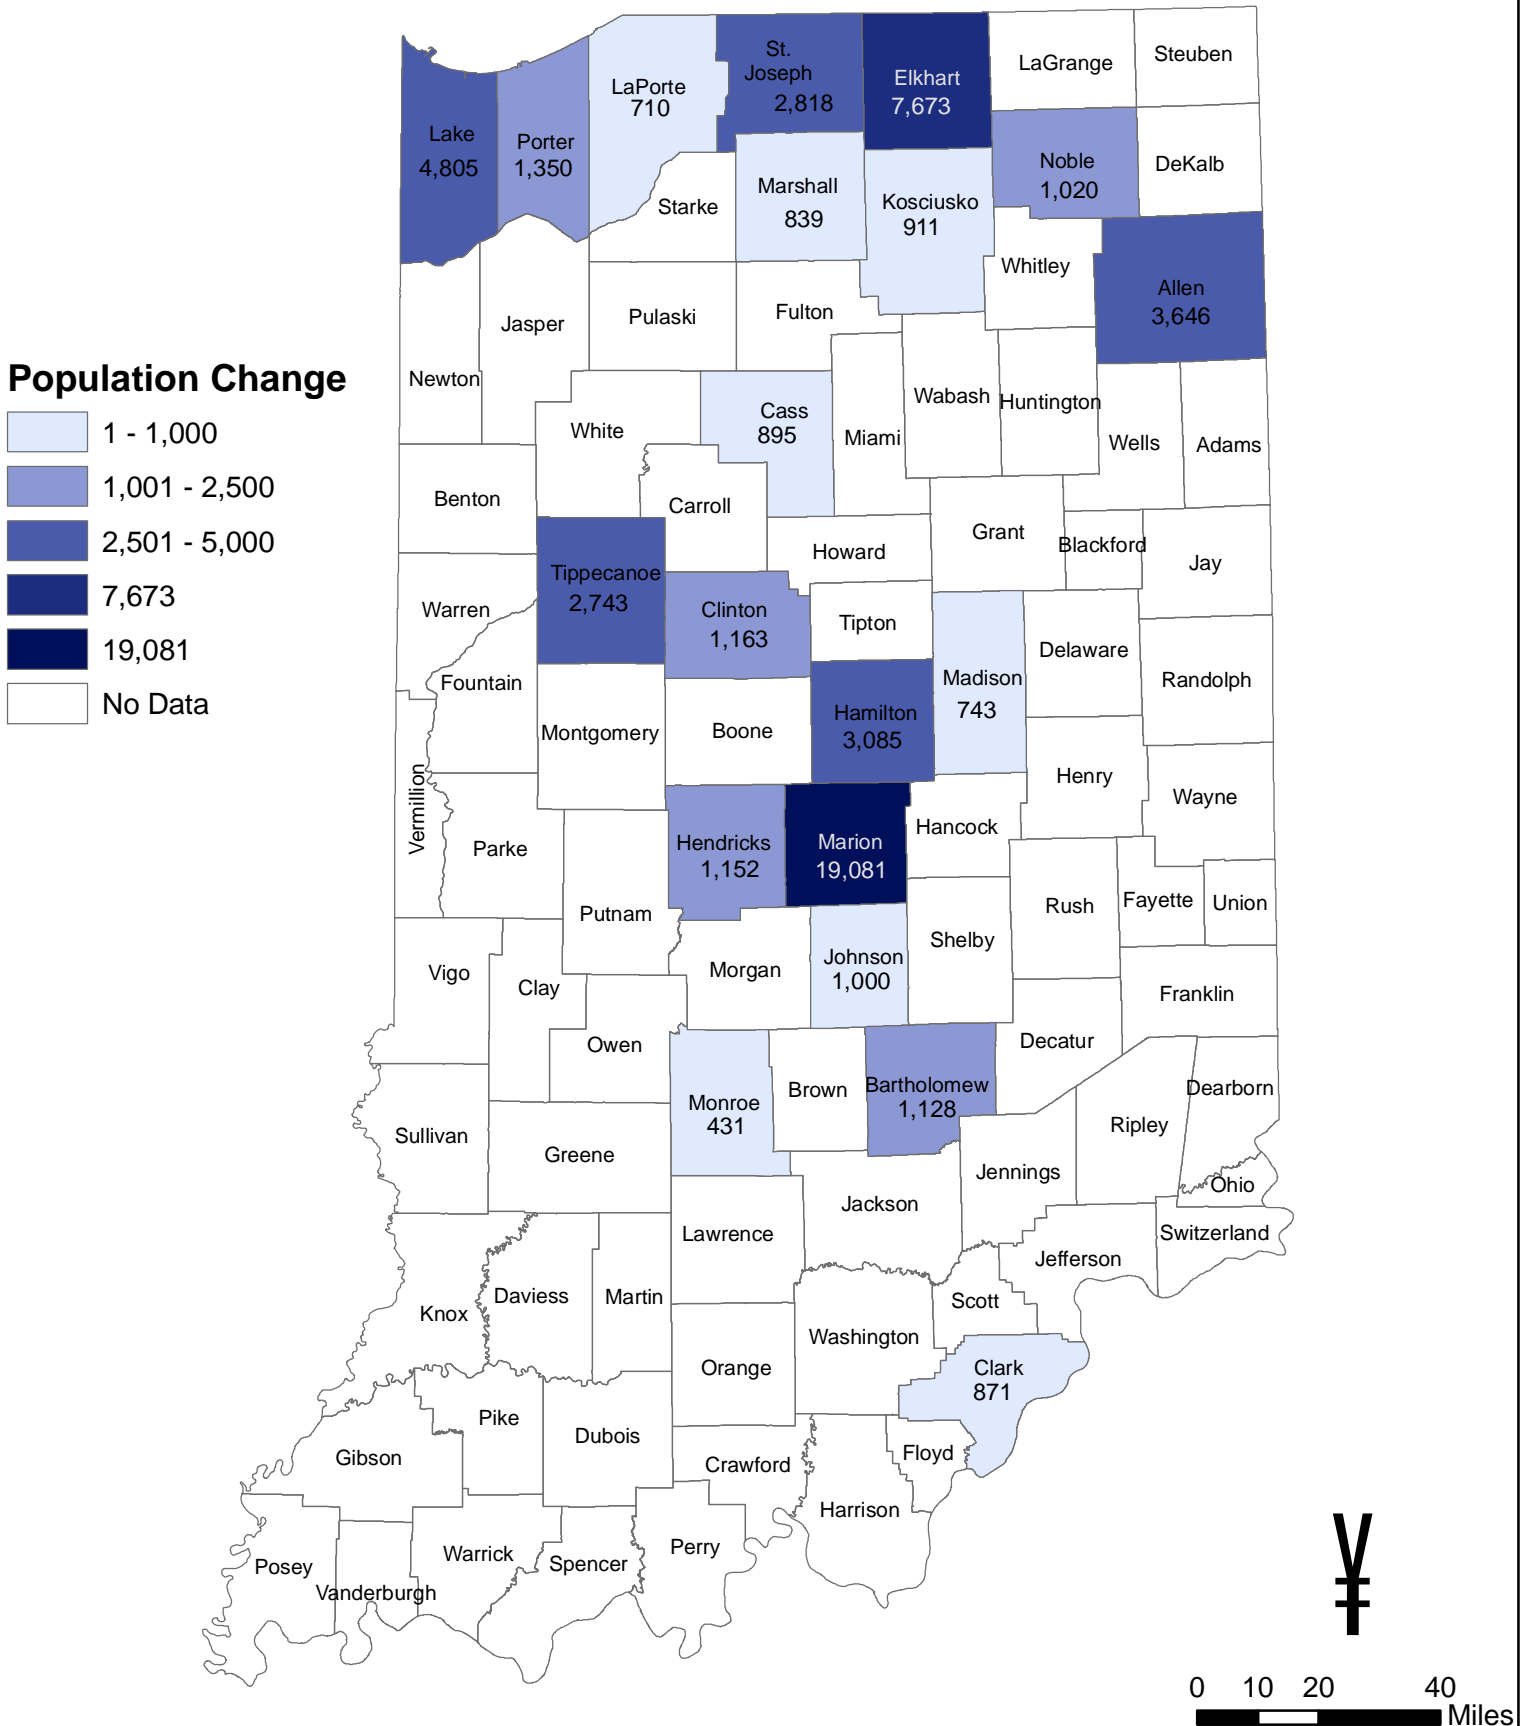 St.
Joseph
2,818
Elkhart
7,673
LaGrange
Steuben
LaPorte
710
Lake
4,805
Porter
1,350
Noble
1,020
DeKalb
Starke
Marshall
839
Kosciusko
911
Whitley
Allen
3,646
Jasper
Pulaski
Fulton
Population Change
1 - 1,000
1,001 - 2,500
2,501 - 5,000
7,673
19,081
No Data
Newton
White
Cass
895
Miami
Wabash
Huntington
Wells
Adams
Benton
Carroll
Howard
Grant
Blackford
Jay
Warren
Tippecanoe
2,743
Clinton
1,163
Tipton
Madison
743
Delaware
Randolph
Fountain
Montgomery
Boone
Hamilton
3,085
Henry
Wayne
Vermillion
Parke
Putnam
Hendricks
1,152
Marion
19,081
Hancock
Shelby
Rush
Fayette
Union
Vigo
Clay
Owen
Morgan
Johnson
1,000
Decatur
Franklin
Sullivan
Greene
Monroe
431
Brown
Bartholomew
1,128
Jennings
Ripley
Dearborn
Ohio
Switzerland
Jackson
Lawrence
Jefferson
Knox
Daviess
Martin
Orange
Washington
Scott
Clark
871
Gibson
Pike
Dubois
Crawford
Floyd
Harrison
Posey
Vanderburgh
Warrick
Spencer
Perry
¥
0 10 20 40
Miles